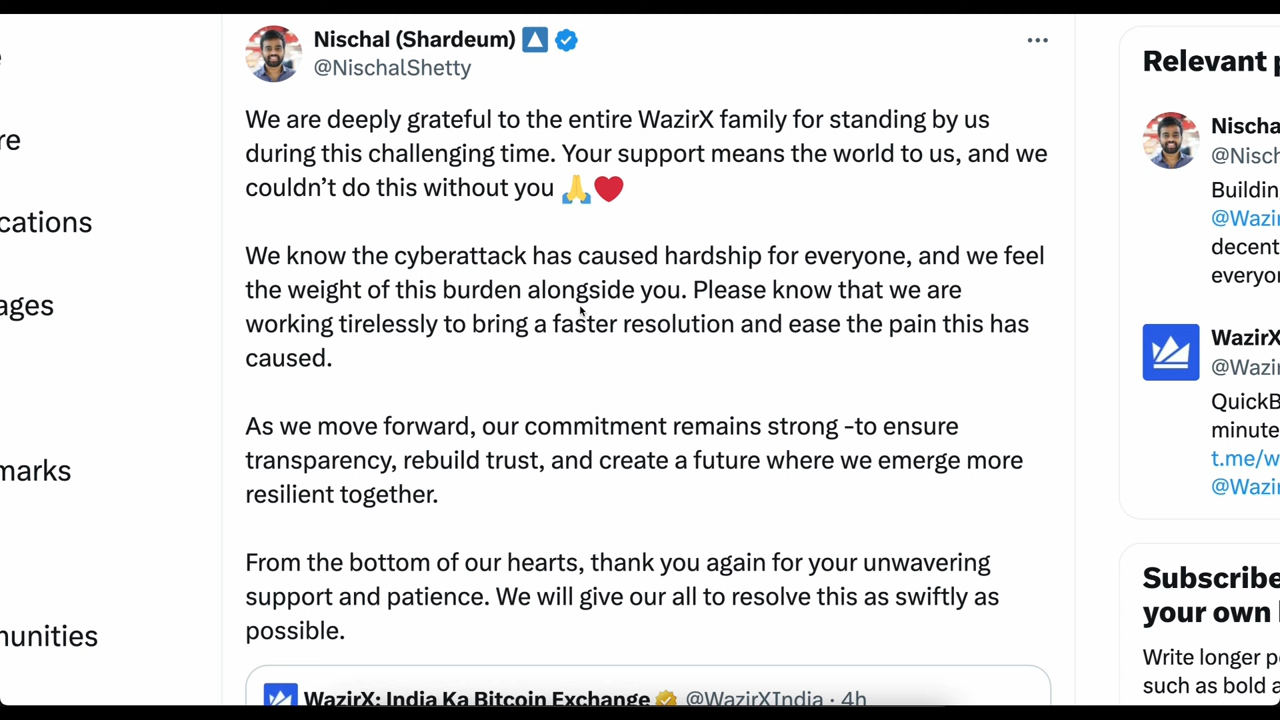 Nischal (Shardeum)
@NischalShetty
We are deeply grateful to the entire WazirX family for standing by us
during this challenging time. Your support means the world to us, and we
couldn’t do this without you 🙏❤️
We know the cyberattack has caused hardship for everyone, and we feel
the weight of this burden alongside you. Please know that we are
working tirelessly to bring a faster resolution and ease the pain this has
caused.
As we move forward, our commitment remains strong -to ensure
transparency, rebuild trust, and create a future where we emerge more
resilient together.
From the bottom of our hearts, thank you again for your unwavering
support and patience. We will give our all to resolve this as swiftly as
possible.
WazirX: India Ka Bitcoin Exchange @WazirXIndia · 4h
re
cations
ages
marks
nunities
Relevant p
Nischa
@Nisch
Buildin
@Wazir
decent
everyon
WazirX
@Wazir
QuickB
minute
t.me/w
@Wazir
Subscribe
your own
Write longer p
such as bold a